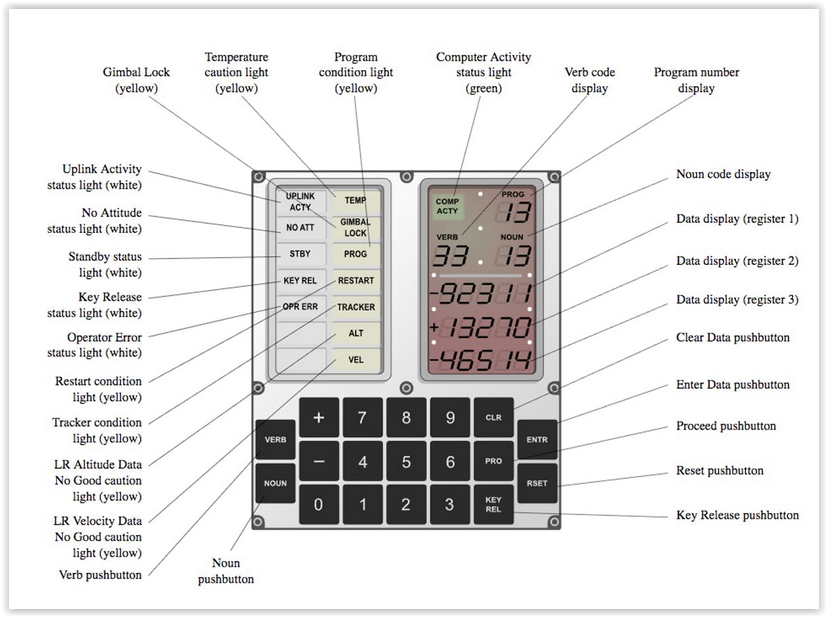 Gimbal Lock
(yellow)
Temperature
caution light
(yellow)
Program
condition light
(yellow)
Computer Activity
status light
(green)
Verb code
display
Program number
display
Uplink Activity
status light (white)
No Attitude
status light (white)
Standby status
light (white)
Key Release
status light (white)
Operator Error
status light (white)
Restart condition
light (yellow)
Tracker condition
light (yellow)
LR Altitude Data
No Good caution
light (yellow)
LR Velocity Data
No Good caution
light (yellow)
Verb pushbutton
Noun
pushbutton
UPLINK
ACTY
TEMP
NO ATT
GIMBAL
LOCK
STBY
PROG
KEY REL
RESTART
OPR ERR
TRACKER
ALT
VEL
COMP
ACTY
PROG
13
VERB
NOUN
33
13
-92311
+13270
-46514
VERB
NOUN
+ 7 8 9 CLR
- 4 5 6 PRO
0 1 2 3 KEY
REL
ENTR
RSET
Noun code display
Data display (register 1)
Data display (register 2)
Data display (register 3)
Clear Data pushbutton
Enter Data pushbutton
Proceed pushbutton
Reset pushbutton
Key Release pushbutton